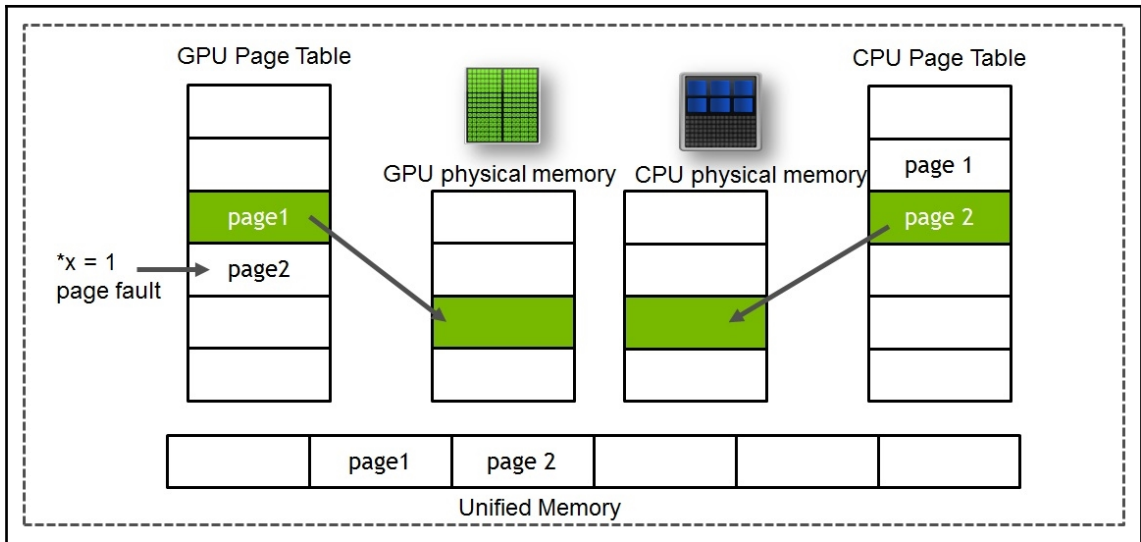 GPU Page Table
CPU Page Table
GPU physical memory
CPU physical memory
page 1
page1
page 2
*x = 1
page fault
page2
page1
page 2
Unified Memory